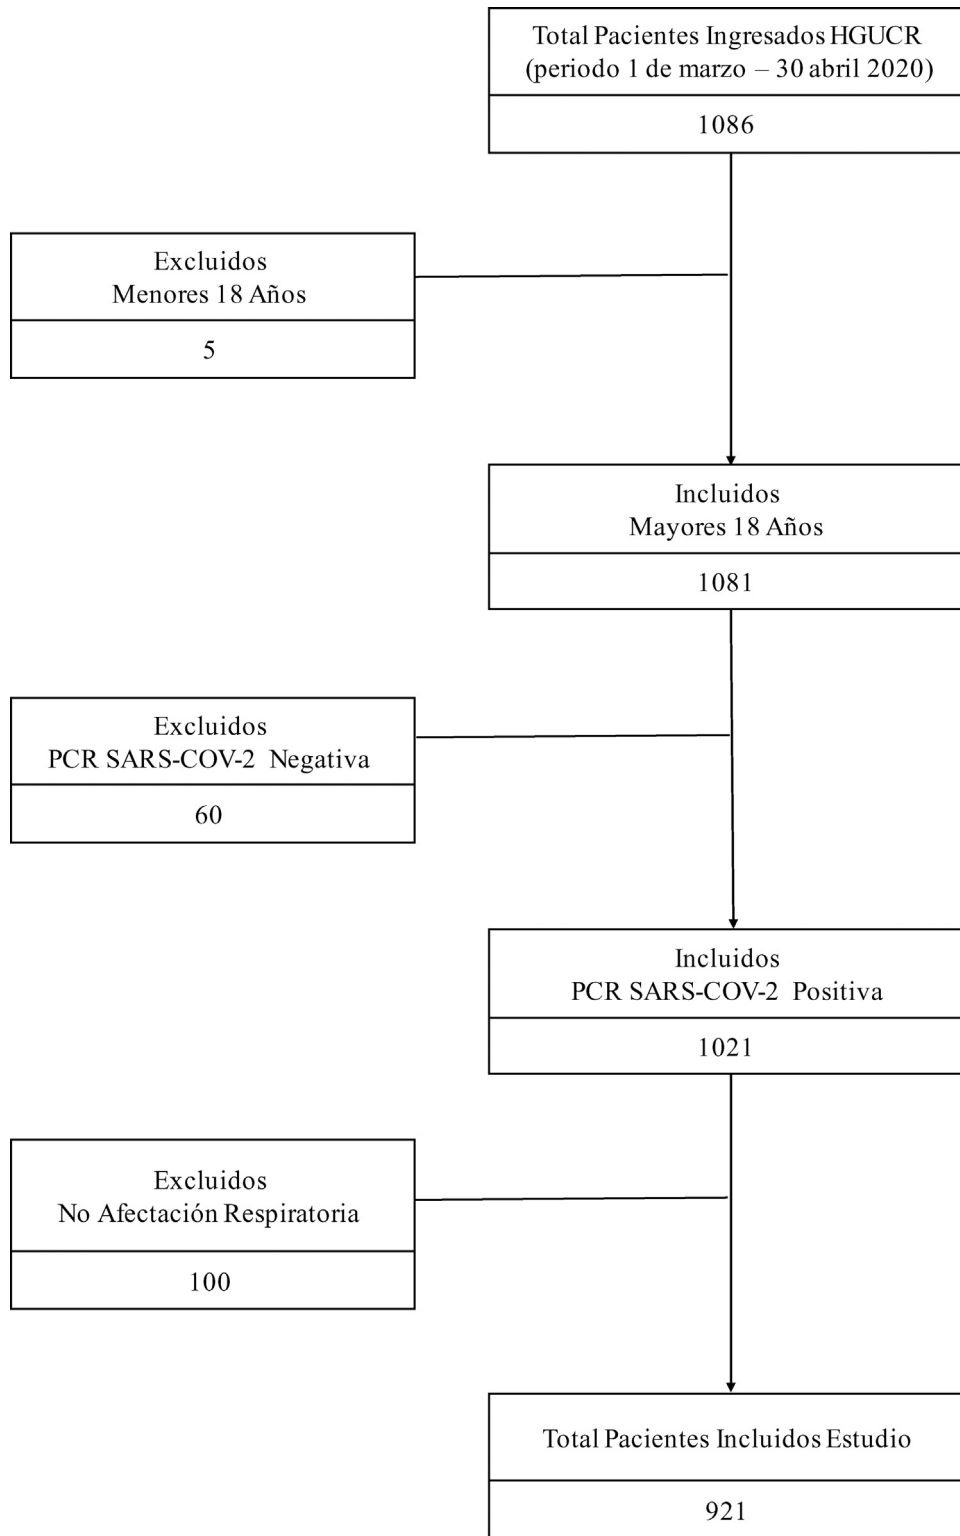 Total Pacientes Ingresados HGUCR
(periodo 1 de marzo – 30 abril 2020)
1086
Excluidos
Menores 18 Años
5
Incluidos
Mayores 18 Años
1081
Excluidos
PCR SARS-COV-2 Negativa
60
Incluidos
PCR SARS-COV-2 Positiva
1021
Excluidos
No Afectación Respiratoria
100
Total Pacientes Incluidos Estudio
921